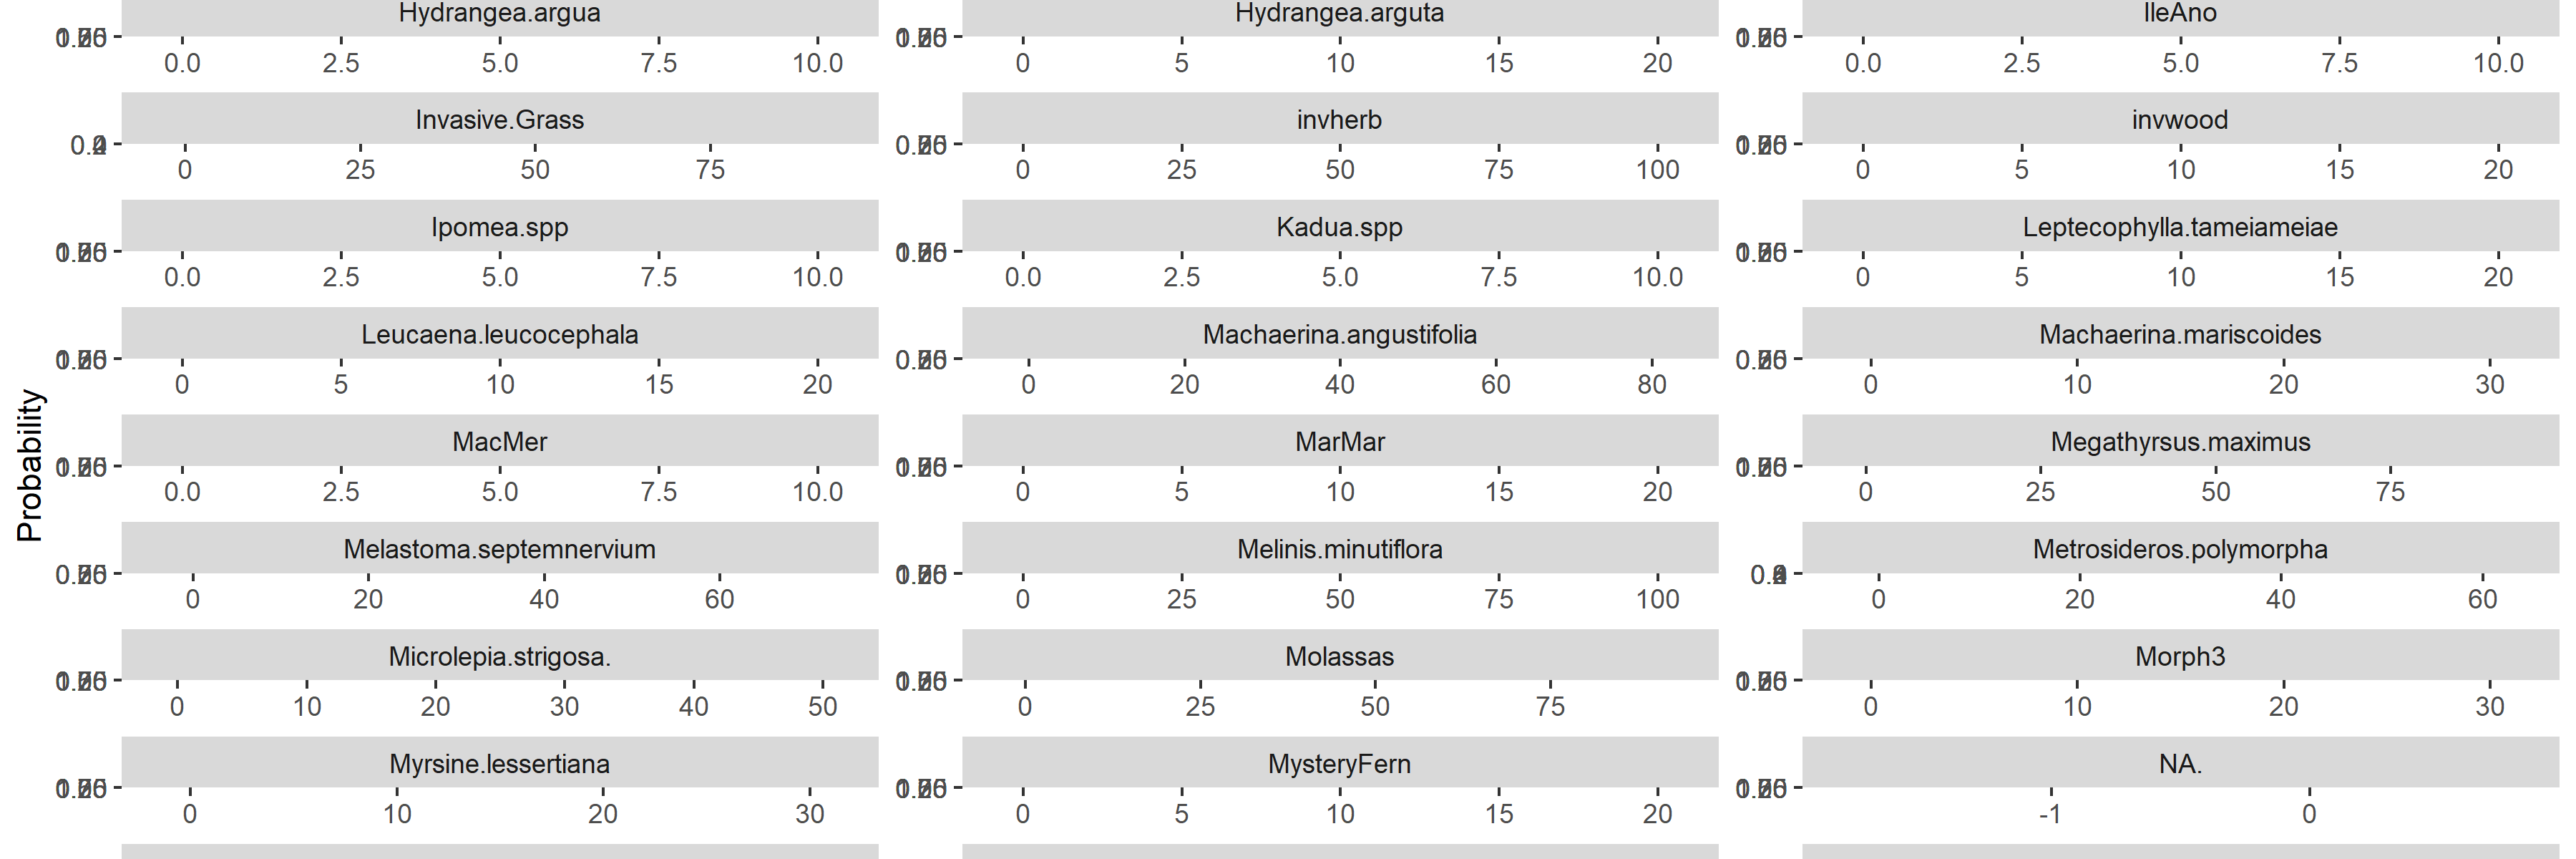 Hydrangea.argua Hydrangea.arguta IleAno
0.0 2.5 5.0 7.5 10.0 0 5 10 15 20 0.0 2.5 5.0 7.5 10.0
Invasive.Grass invherb invwood
0 25 50 75 0 25 50 75 100 0 5 10 15 20
Ipomea.spp Kadua.spp Leptecophylla.tameiameiae
0.0 2.5 5.0 7.5 10.0 0.0 2.5 5.0 7.5 10.0 0 5 10 15 20
Leucaena.leucocephala Machaerina.angustifolia Machaerina.mariscoides
0 5 10 15 20 0 20 40 60 80 0 10 20 30
Probability
MacMer MarMar Megathyrsus.maximus
0.0 2.5 5.0 7.5 10.0 0 5 10 15 20 0 25 50 75
Melastoma.septemnervium Melinis.minutiflora Metrosideros.polymorpha
0 20 40 60 0 25 50 75 100 0 20 40 60
Microlepia.strigosa. Molassas Morph3
0 10 20 30 40 50 0 25 50 75 0 10 20 30
Myrsine.lessertiana MysteryFern NA.
0 10 20 30 0 5 10 15 20 -1 0